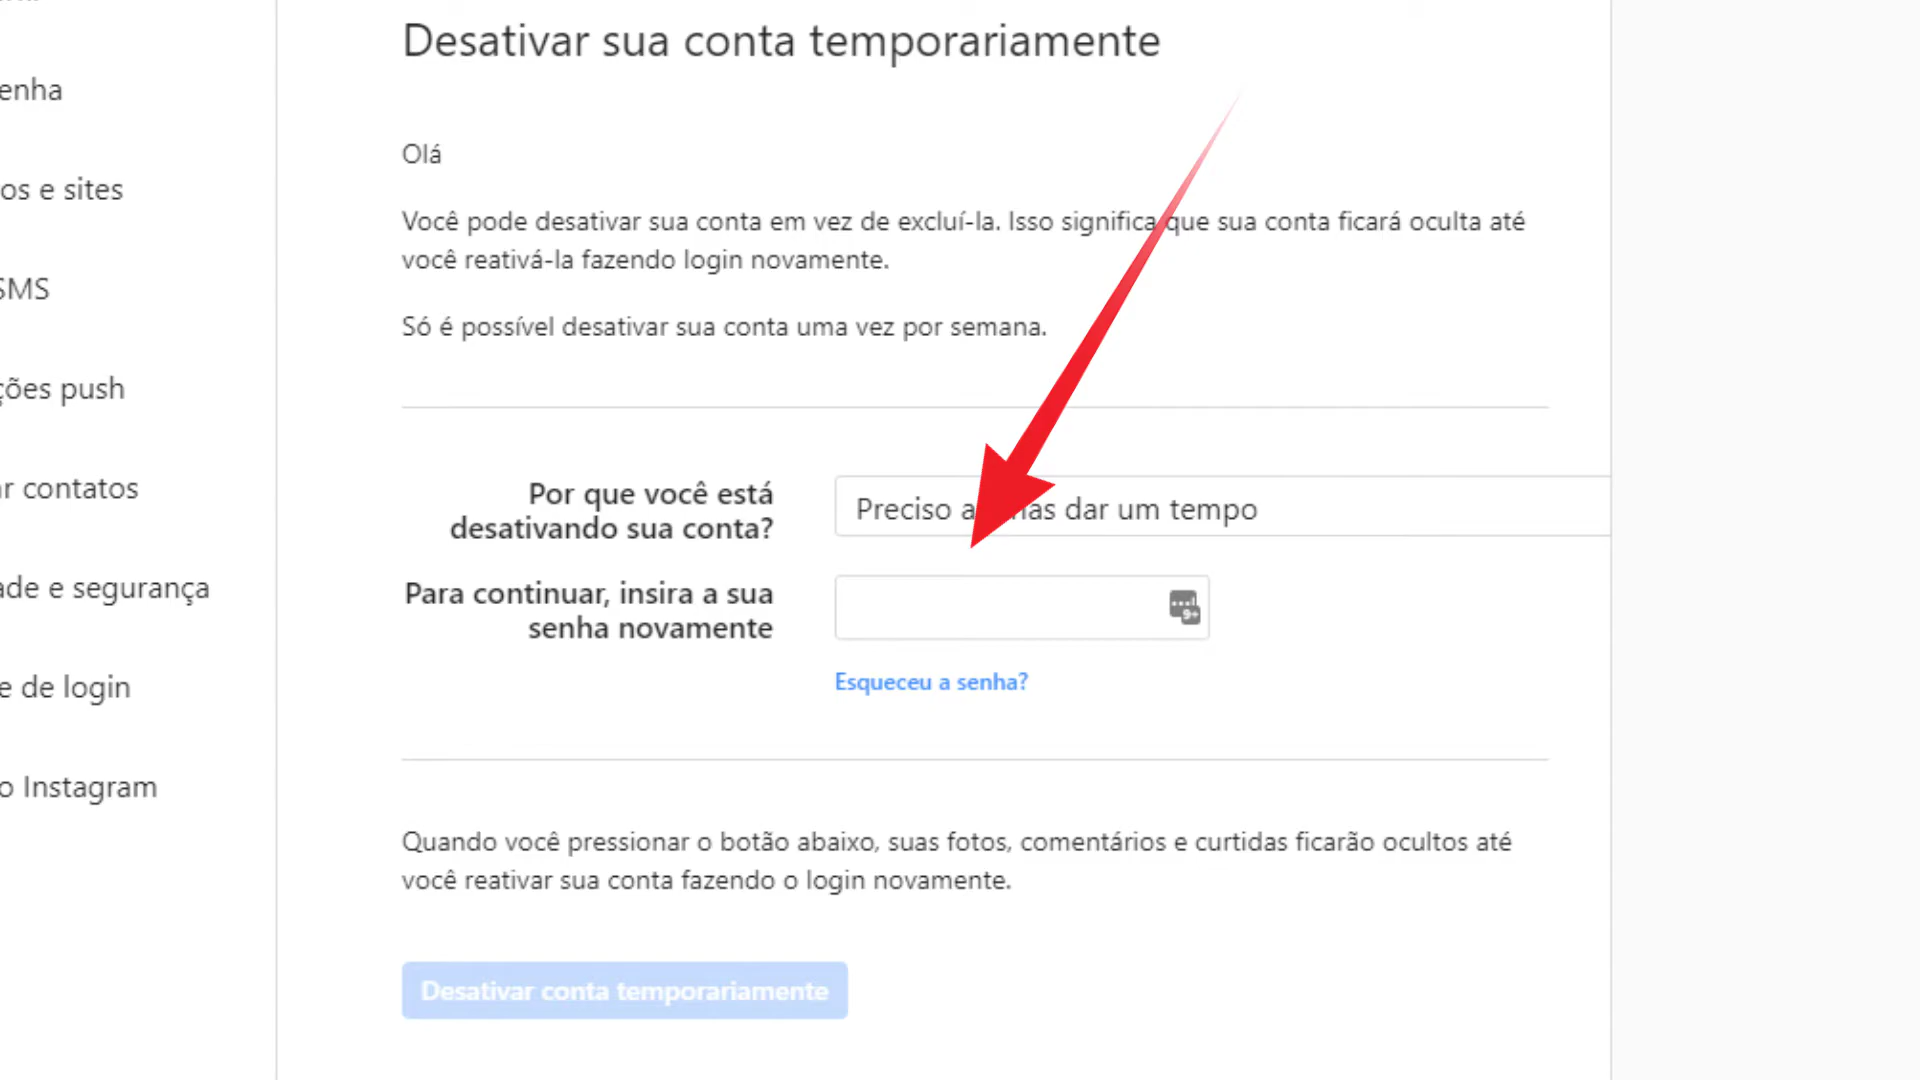 Desativar sua conta temporariamente
enha
Olá
os e sites
Você pode desativar sua conta em vez de excluí-la. Isso significa que sua conta ficará oculta até
você reativá-la fazendo login novamente.
SMS
Só é possível desativar sua conta uma vez por semana.
ções push
ar contatos
Por que você está
desativando sua conta?
Preciso a nas dar um tempo
ade e segurança
Para continuar, insira a sua
senha novamente
9+
Esqueceu a senha?
e de login
o Instagram
Quando você pressionar o botão abaixo, suas fotos, comentários e curtidas ficarão ocultos até
você reativar sua conta fazendo o login novamente.
Desativar conta temporariamente